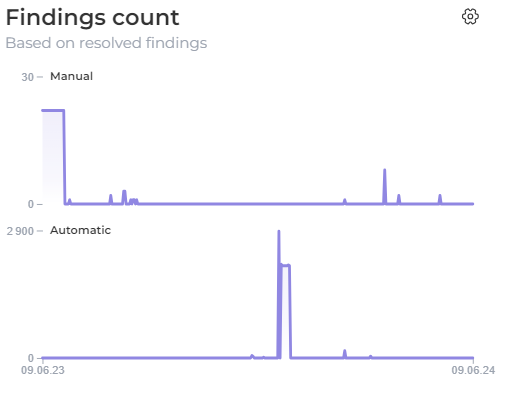 Findings count
Based on resolved findings
30
Manual
0
2 900
Automatic
0
09.06.23
09.06.24